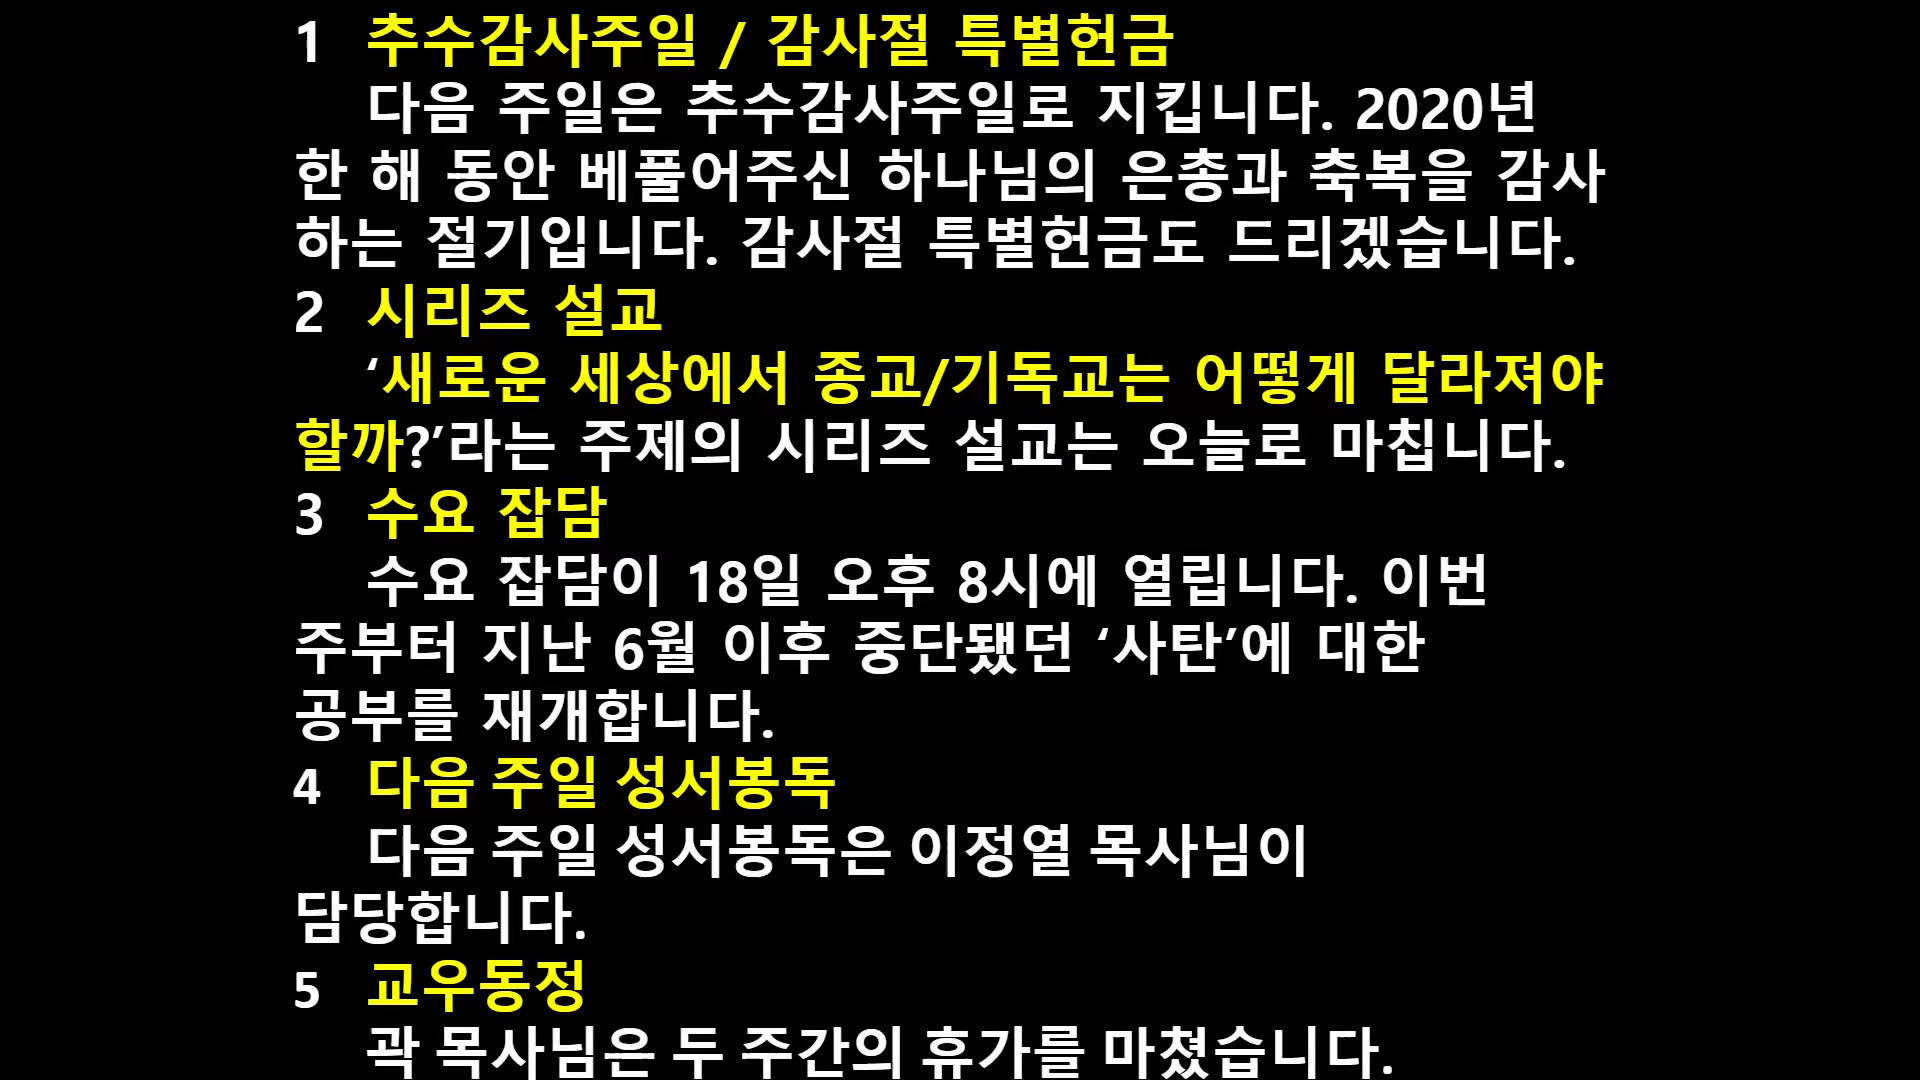 1 추수감사주일 / 감사절 특별헌금
다음 주일은 추수감사주일로 지킵니다. 2020년
한 해 동안 베풀어주신 하나님의 은총과 축복을 감사
하는 절기입니다. 감사절 특별헌금도 드리겠습니다.
2 시리즈 설교
‘새로운 세상에서 종교/기독교는 어떻게 달라져야
할까?’라는 주제의 시리즈 설교는 오늘로 마칩니다.
3 수요 잡담
수요 잡담이 18일 오후 8시에 열립니다. 이번
주부터 지난 6월 이후 중단됐던 ‘사탄’에 대한
공부를 재개합니다.
4 다음 주일 성서봉독
다음 주일 성서봉독은 이정열 목사님이
담당합니다.
5 교우동정
곽 목사님은 두 주간의 휴가를 마쳤습니다.